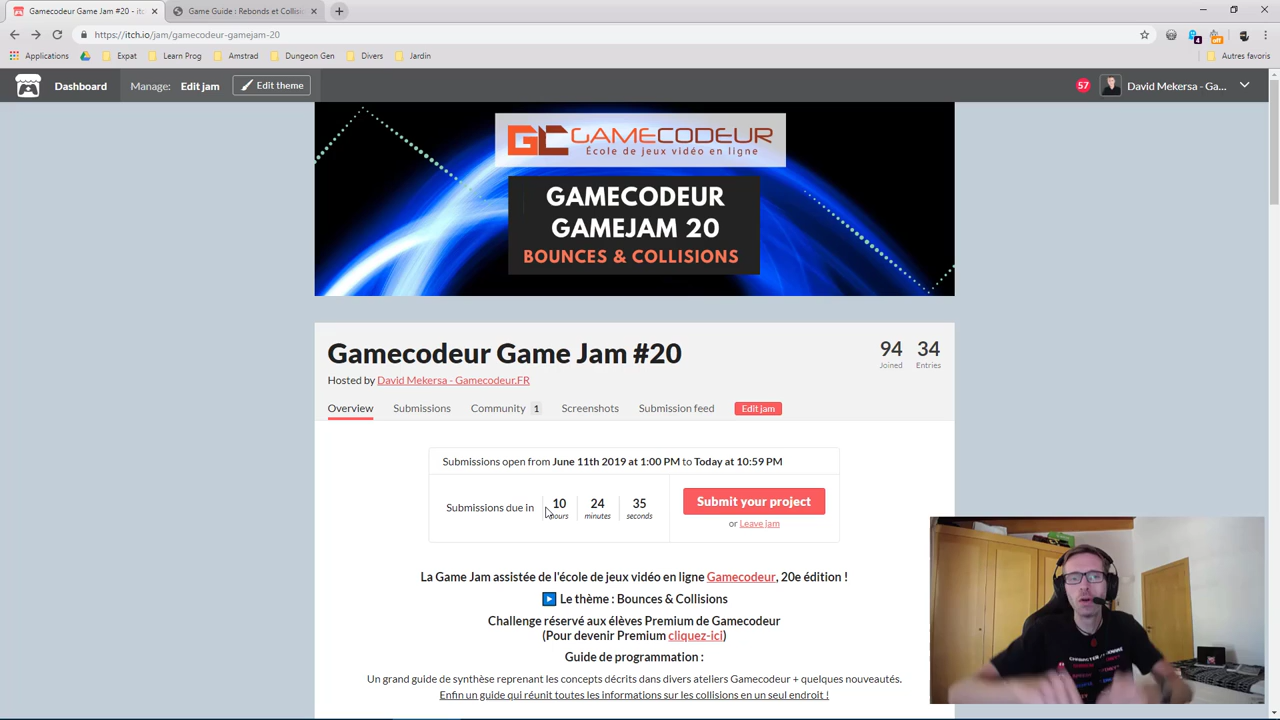 Gamecodeur Game Jam #20 - itc
Game Guide : Rebonds et Collisio
https://itch.io/jam/gamecodeur-gamejam-20
Applications
Expat
Learn Prog
Amstrad
Dungeon Gen
Divers
Jardin
Autres favoris
Dashboard
Manage:
Edit jam
Edit theme
57
David Mekersa - Ga...
GC GAMECODEUR
École de jeux vidéo en ligne
GAMECODEUR
GAMEJAM 20
BOUNCES & COLLISIONS
Gamecodeur Game Jam #20
94
Joined
34
Entries
Hosted by David Mekersa - Gamecodeur.FR
Overview
Submissions
Community 1
Screenshots
Submission feed
Edit jam
Submissions open from June 11th 2019 at 1:00 PM to Today at 10:59 PM
Submissions due in
10
hours
24
minutes
35
seconds
Submit your project
or Leave jam
La Game Jam assistée de l'école de jeux vidéo en ligne Gamecodeur, 20e édition !
Le thème : Bounces & Collisions
Challenge réservé aux élèves Premium de Gamecodeur
(Pour devenir Premium cliquez-ici)
Guide de programmation :
Un grand guide de synthèse reprenant les concepts décrits dans divers ateliers Gamecodeur + quelques nouveautés.
Enfin un guide qui réunit toutes les informations sur les collisions en un seul endroit !